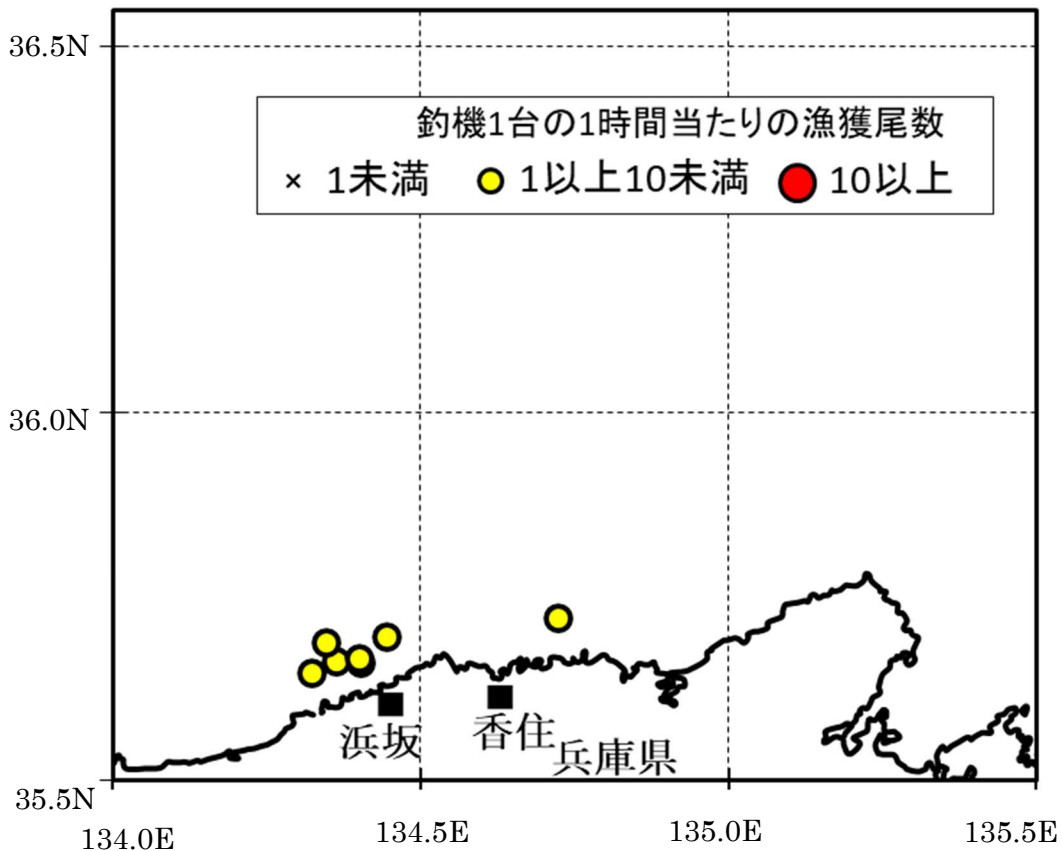 36.5N
釣機1台の1時間当たりの漁獲尾数
× 1未満 1以上10未満 10以上
36.0N
浜坂
香住
兵庫県
35.5N
134.0E 134.5E 135.0E 135.5E